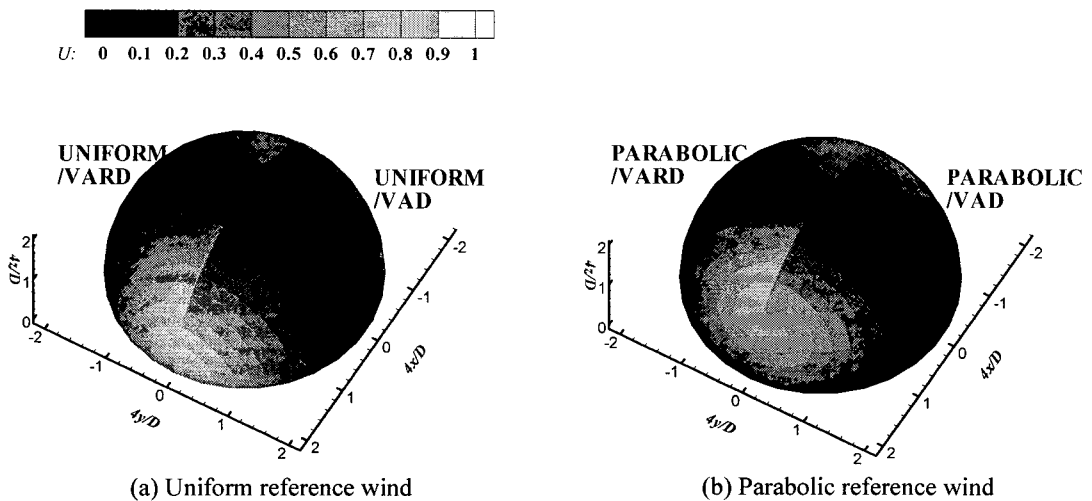 U: 0 0.1 0.2 0.3 0.4 0.5 0.6 0.7 0.8 0.9 1
UNIFORM
/VARD
UNIFORM
/VAD
PARABOLIC
/VARD
PARABOLIC
/VAD
4z/D
2
1
0
-2
-1
0
1
2
4y/D
-2
-1
0
1
2
4x/D
4z/D
2
1
0
-2
-1
0
1
2
4y/D
-2
-1
0
1
2
4x/D
(a) Uniform reference wind
(b) Parabolic reference wind